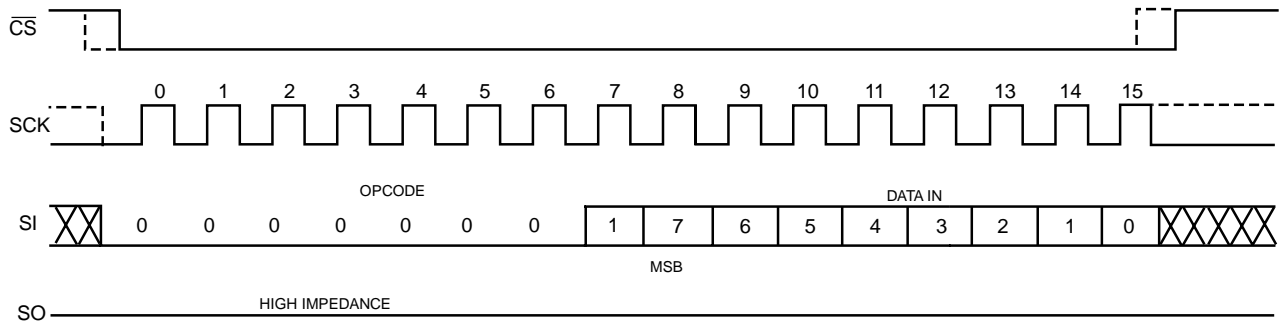 CS
0 1 2 3 4 5 6 7 8 9 10 11 12 13 14 15
SCK
OPCODE DATA IN
SI 0 0 0 0 0 0 0 1 7 6 5 4 3 2 1 0
MSB
HIGH IMPEDANCE
SO